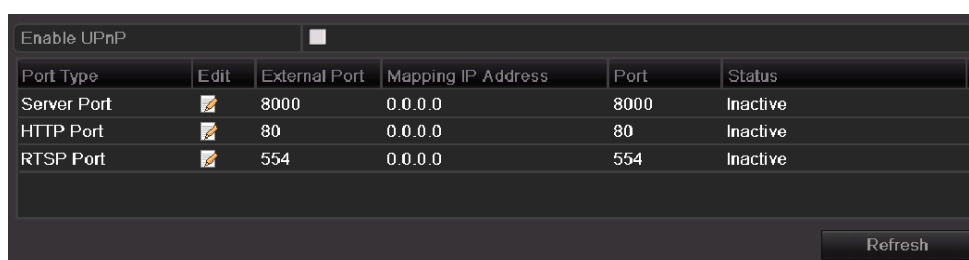 Enable UPnP
Port Type Edit External Port Mapping IP Address Port Status
Server Port 8000 0.0.0.0 8000 Inactive
HTTP Port 80 0.0.0.0 80 Inactive
RTSP Port 554 0.0.0.0 554 Inactive
Refresh